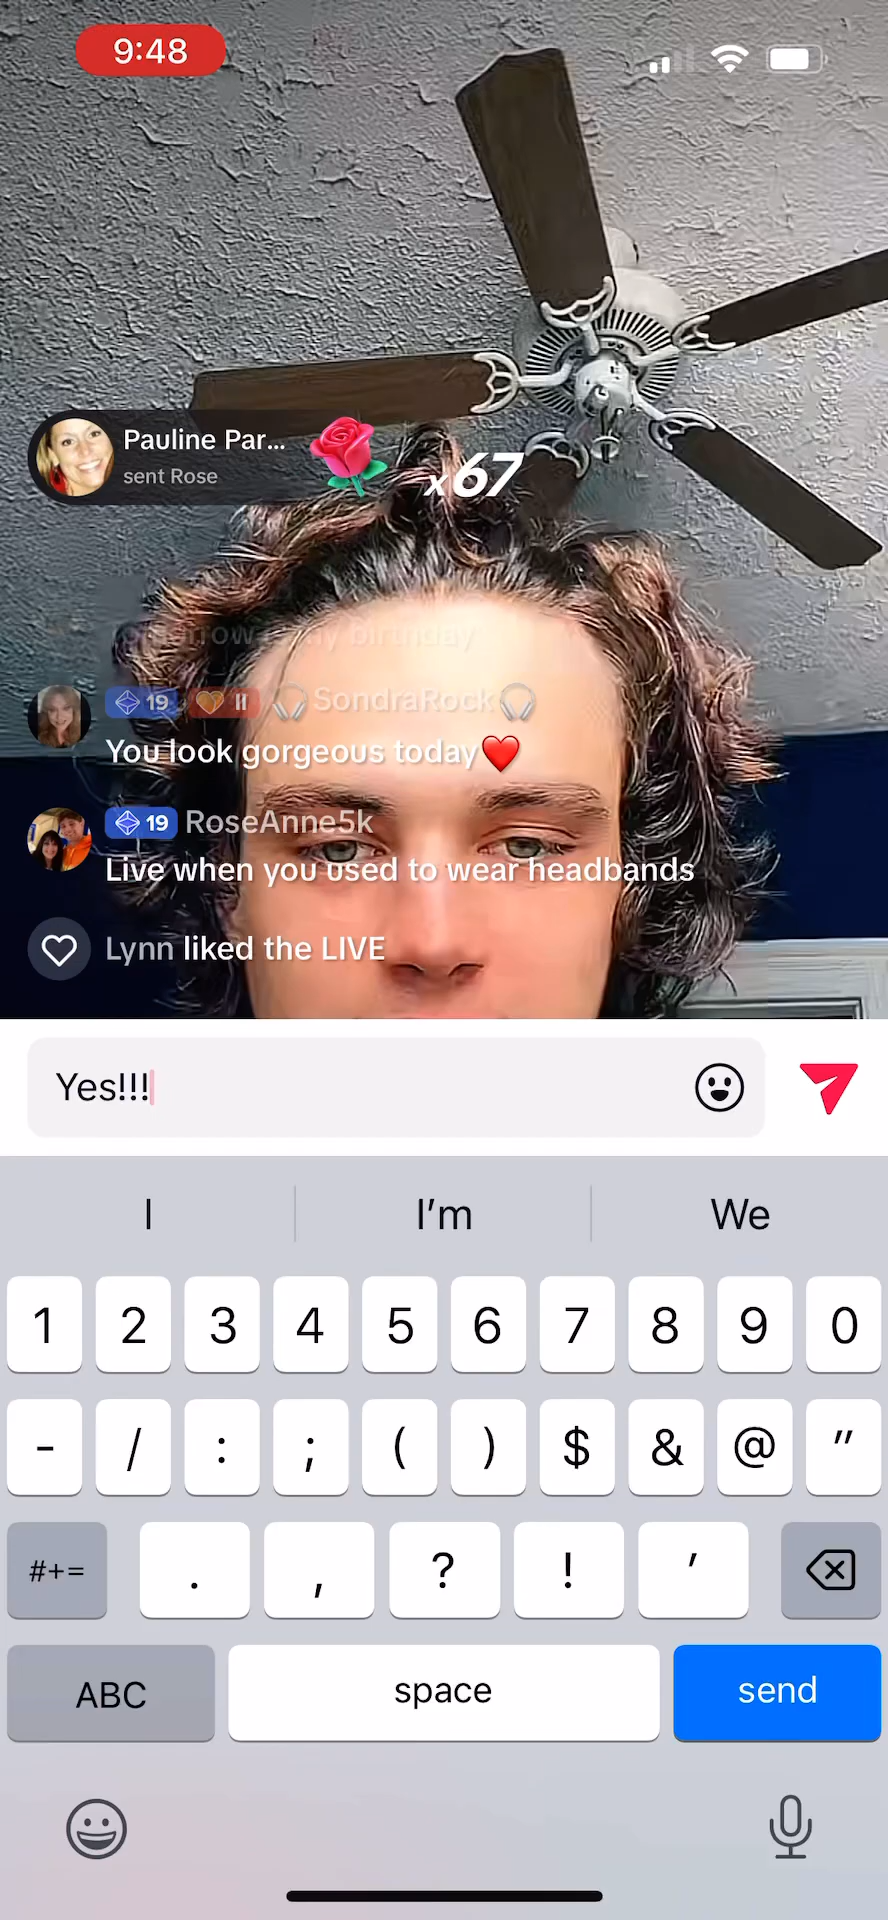 9:48
Pauline Par...
sent Rose
x67
birthday
19 II SondraRock
You look gorgeous today
19 RoseAnne5k
Live when you used to wear headbands
Lynn liked the LIVE
Yes!!!
I I’m We
1 2 3 4 5 6 7 8 9 0
- / : ; ( ) $ & @ "
#+= . , ? ! ’
ABC space send